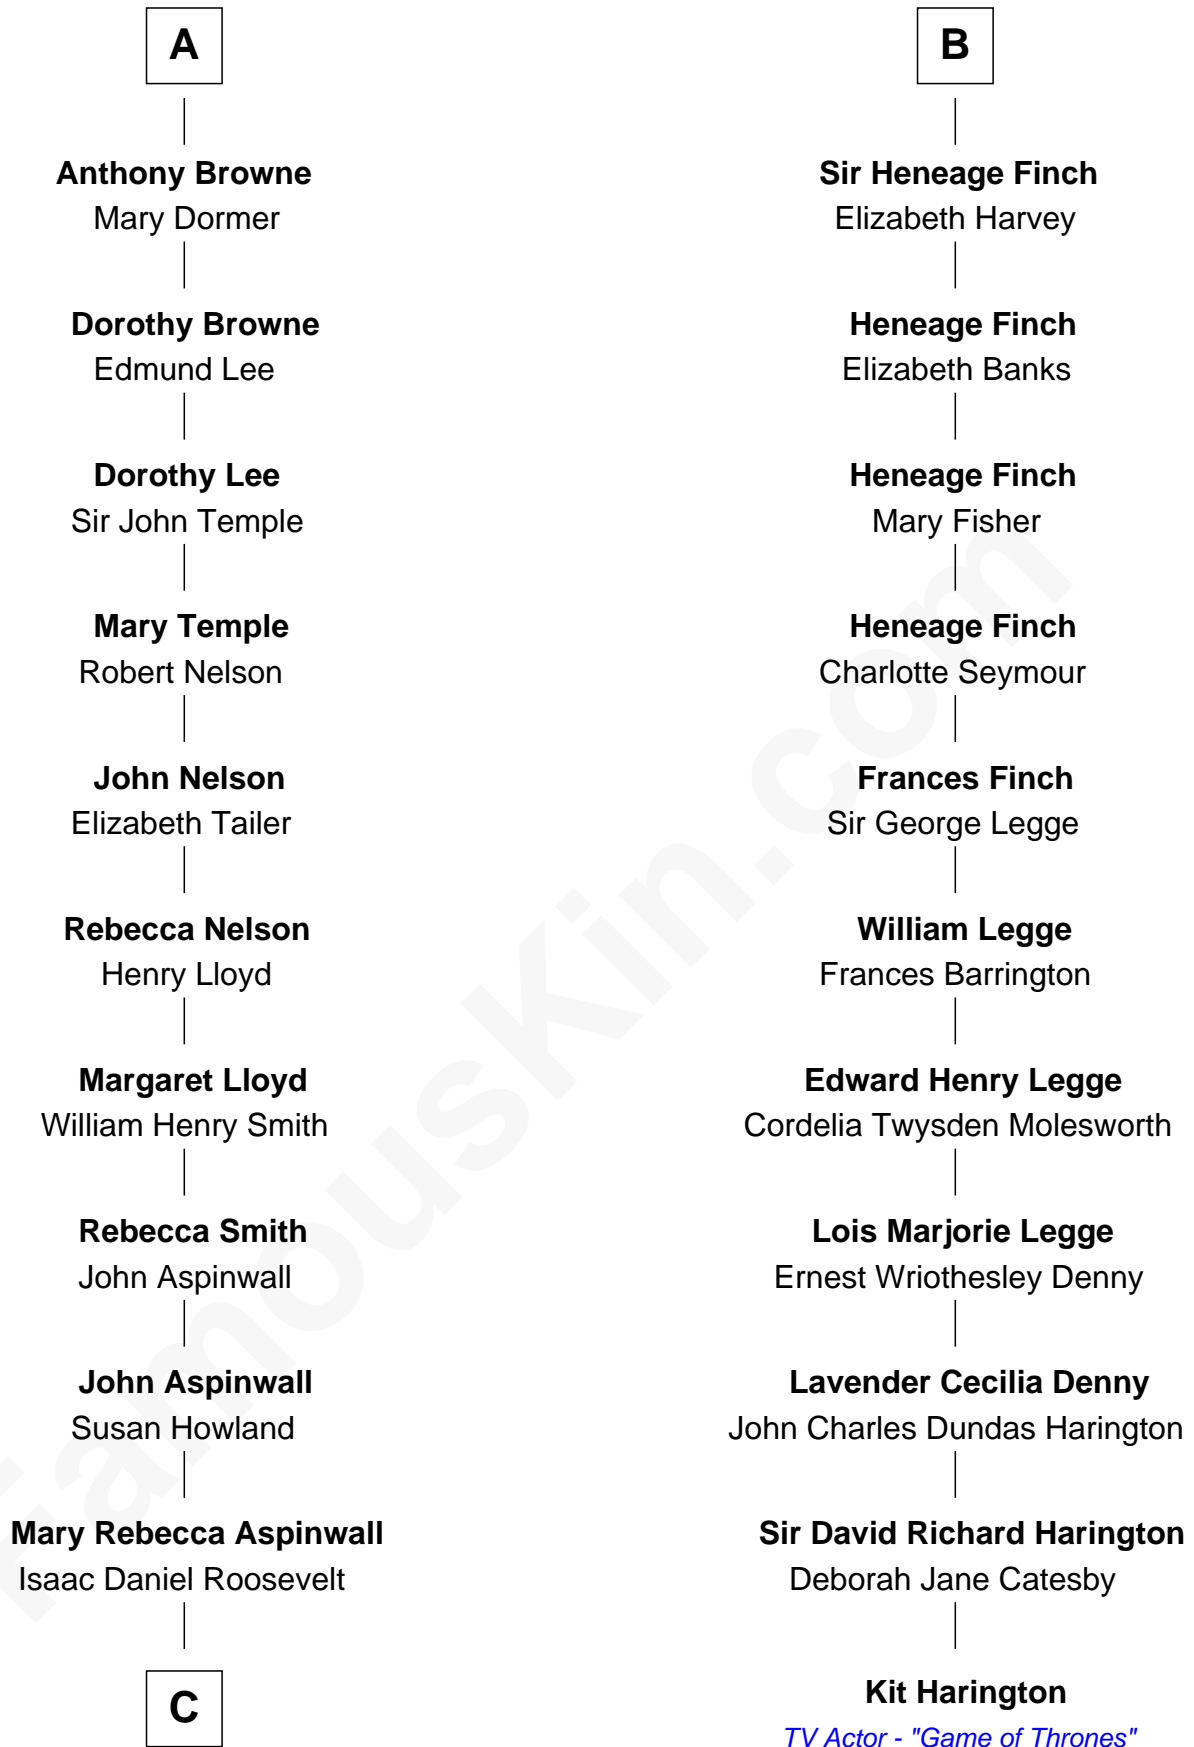 A
Anthony Browne
Mary Dormer
Dorothy Browne
Edmund Lee
Dorothy Lee
Sir John Temple
Mary Temple
Robert Nelson
John Nelson
Elizabeth Tailer
Rebecca Nelson
Henry Lloyd
Margaret Lloyd
William Henry Smith
Rebecca Smith
John Aspinwall
John Aspinwall
Susan Howland
Mary Rebecca Aspinwall
Isaac Daniel Roosevelt
C
B
Sir Heneage Finch
Elizabeth Harvey
Heneage Finch
Elizabeth Banks
Heneage Finch
Mary Fisher
Heneage Finch
Charlotte Seymour
Frances Finch
Sir George Legge
William Legge
Frances Barrington
Edward Henry Legge
Cordelia Twysden Molesworth
Lois Marjorie Legge
Ernest Wriothesley Denny
Lavender Cecilia Denny
John Charles Dundas Harington
Sir David Richard Harington
Deborah Jane Catesby
Kit Harington
TV Actor - "Game of Thrones"
FamousKin.com